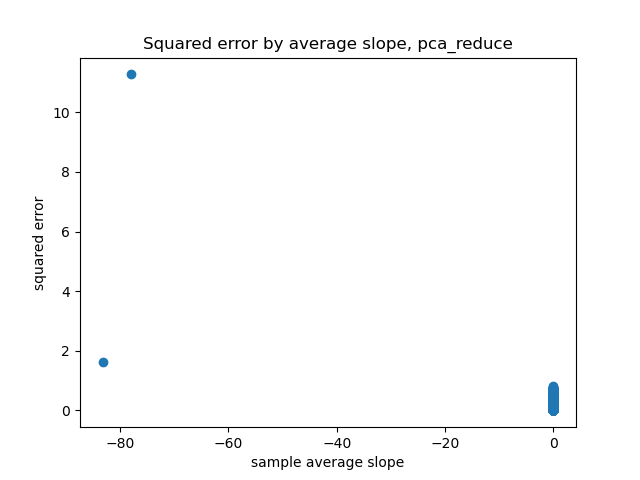 Squared error by average slope, pca_reduce
squared error
10
8
6
4
2
0
−80 −60 −40 −20 0
sample average slope